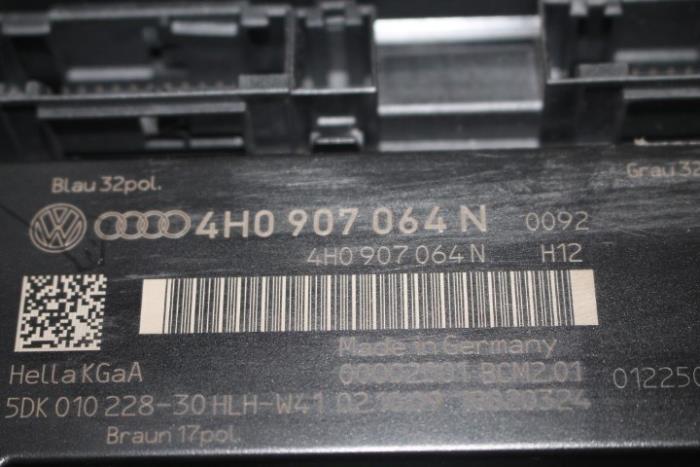 Blau 32pol.
Grau 32
4H0 907 064 N 0092
4H0 907 064 N H12
Made in Germany
Hella KGaA
BCM2.01
01225
5DK 010 228-30 HLH-W41
Braun 17pol.